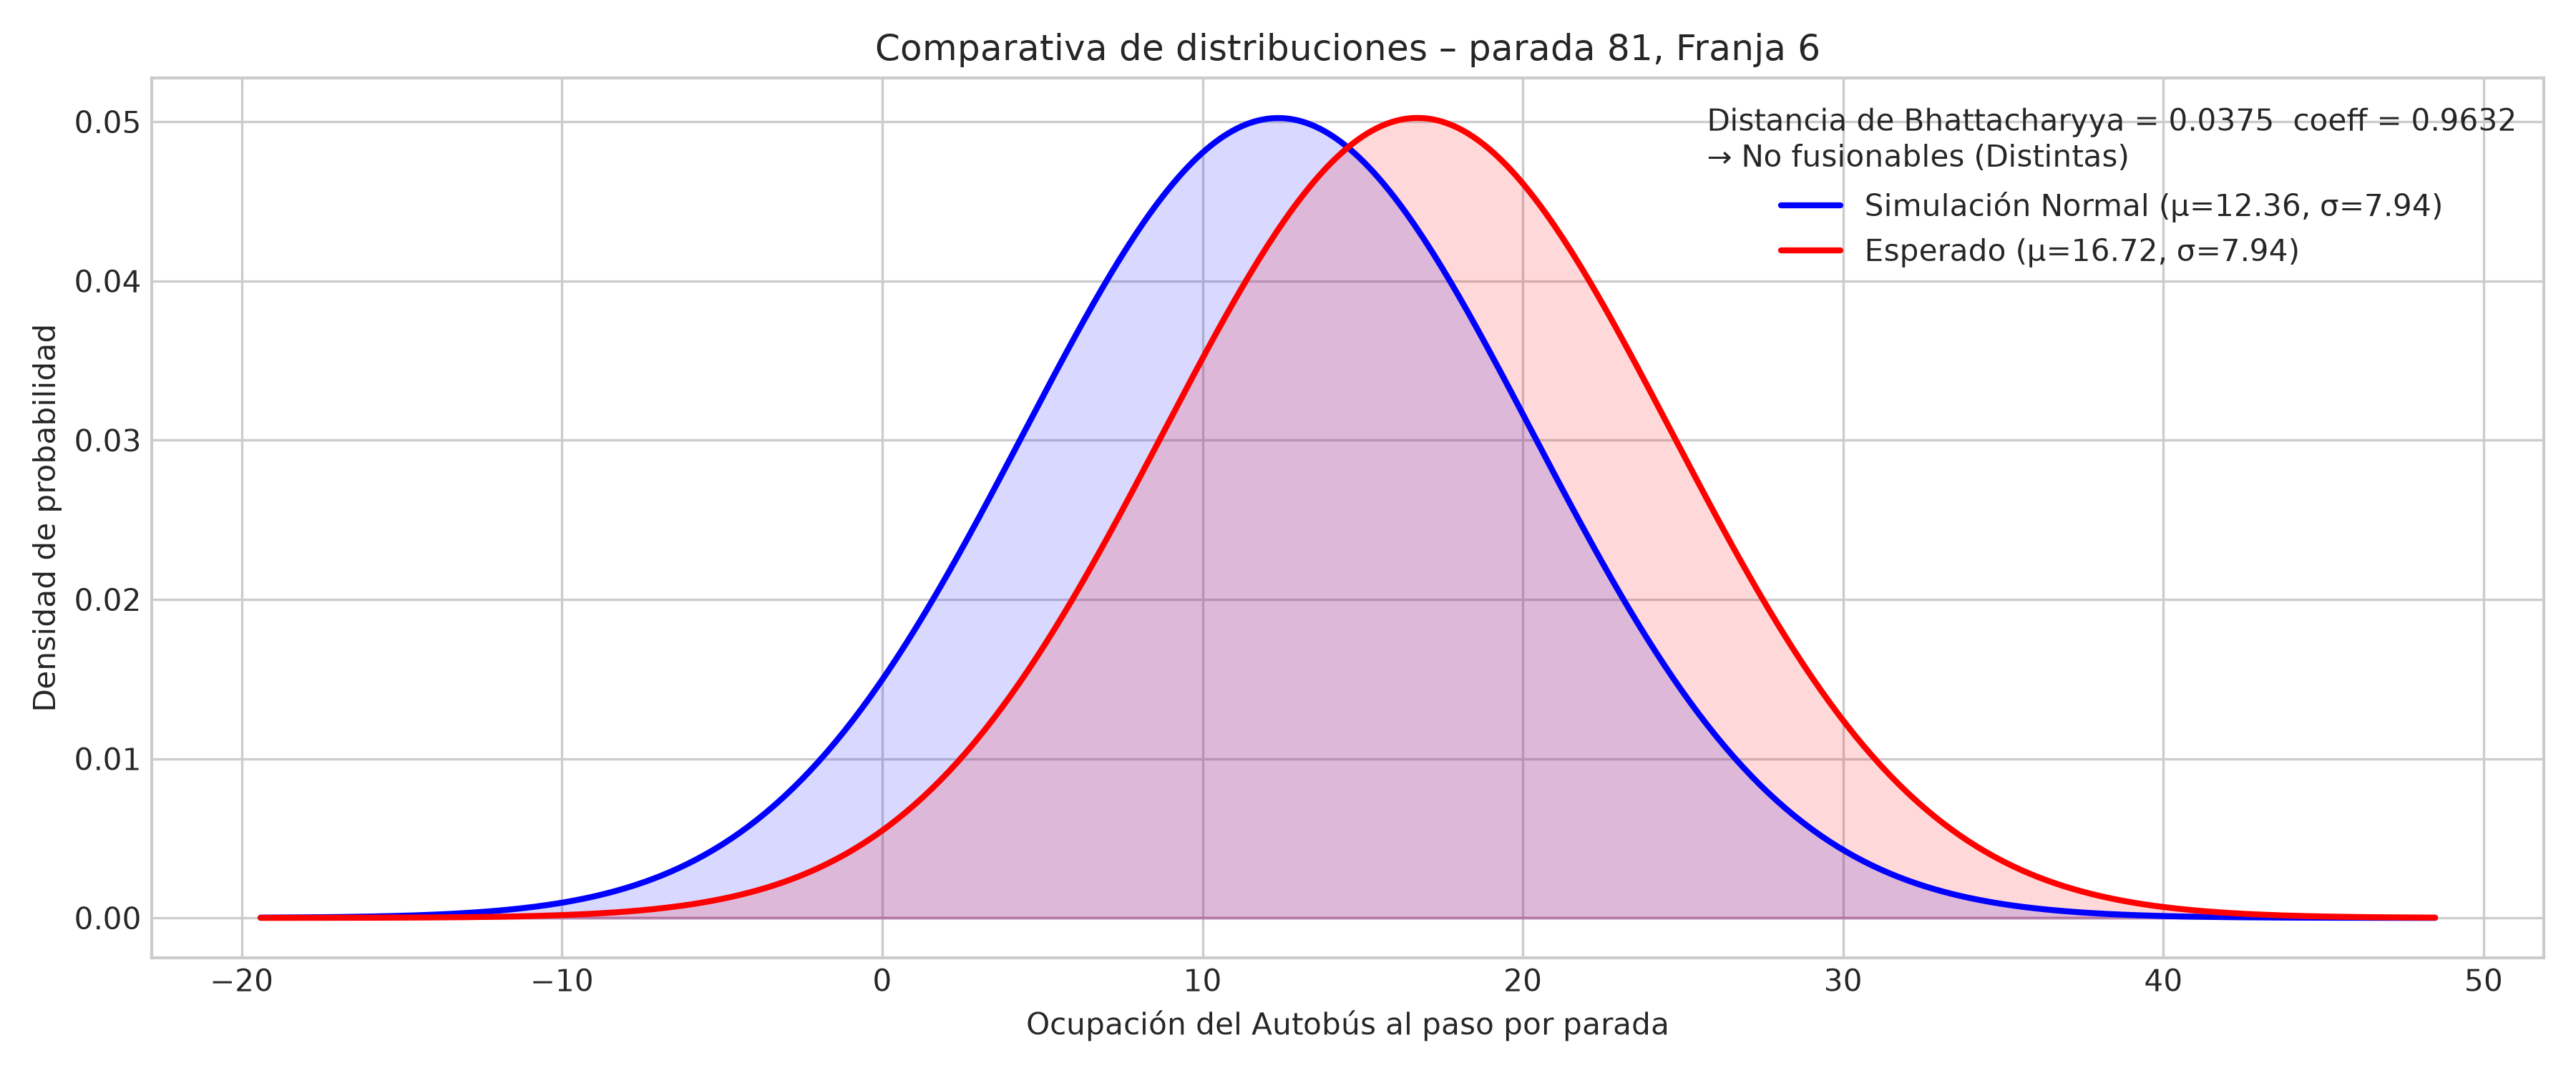 Comparativa de distribuciones – parada 81, Franja 6
Distancia de Bhattacharyya = 0.0375  coeff = 0.9632
→ No fusionables (Distintas)
Simulación Normal (μ=12.36, σ=7.94)
Esperado (μ=16.72, σ=7.94)
Densidad de probabilidad
0.05
0.04
0.03
0.02
0.01
0.00
−20 −10 0 10 20 30 40 50
Ocupación del Autobús al paso por parada